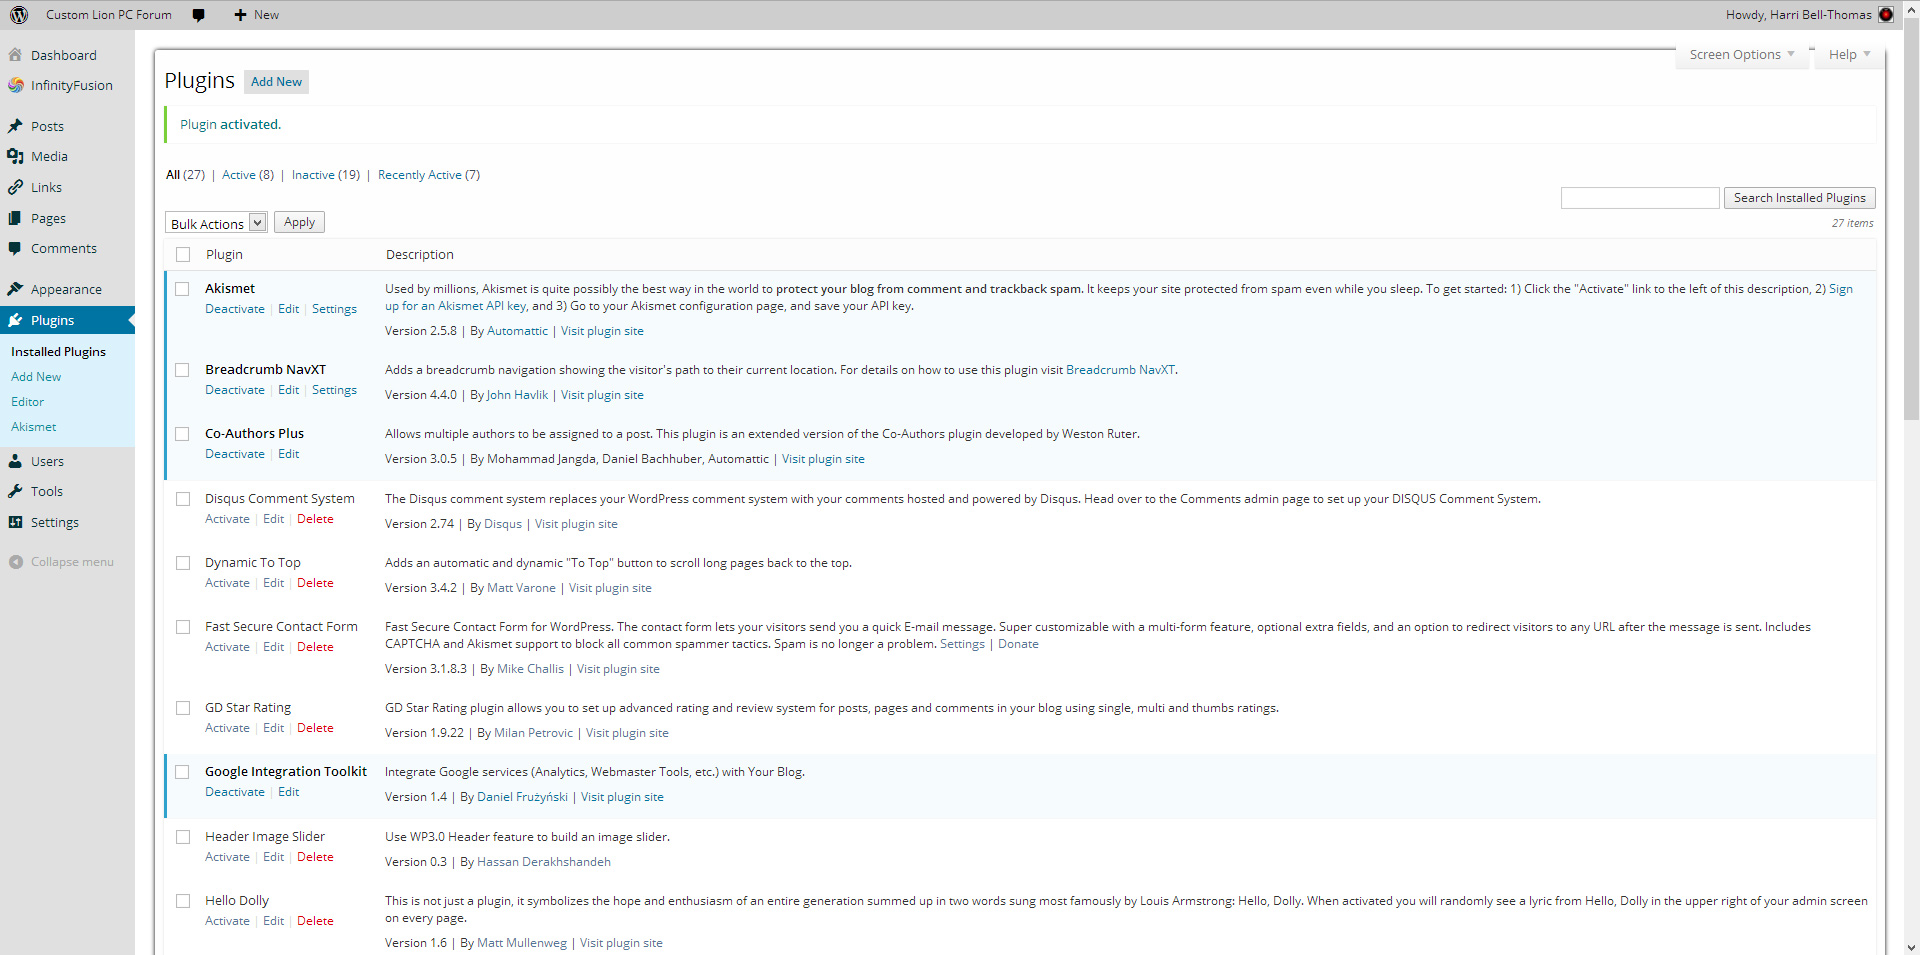 Custom Lion PC Forum New Howdy, Harri Bell-Thomas
Dashboard
InfinityFusion
Posts
Media
Links
Pages
Comments
Appearance
Plugins
Installed Plugins
Add New
Editor
Akismet
Users
Tools
Settings
Collapse menu
Screen Options Help
Plugins Add New
Plugin activated.
All (27) | Active (8) | Inactive (19) | Recently Active (7)
Search Installed Plugins
Bulk Actions Apply 27 items
Plugin Description
Akismet
Deactivate | Edit | Settings
Used by millions, Akismet is quite possibly the best way in the world to protect your blog from comment and trackback spam. It keeps your site protected from spam even while you sleep. To get started: 1) Click the "Activate" link to the left of this description, 2) Sign
up for an Akismet API key, and 3) Go to your Akismet configuration page, and save your API key.
Version 2.5.8 | By Automattic | Visit plugin site
Breadcrumb NavXT
Deactivate | Edit | Settings
Adds a breadcrumb navigation showing the visitor's path to their current location. For details on how to use this plugin visit Breadcrumb NavXT.
Version 4.4.0 | By John Havlik | Visit plugin site
Co-Authors Plus
Deactivate | Edit
Allows multiple authors to be assigned to a post. This plugin is an extended version of the Co-Authors plugin developed by Weston Ruter.
Version 3.0.5 | By Mohammad Jangda, Daniel Bachhuber, Automattic | Visit plugin site
Disqus Comment System
Activate | Edit | Delete
The Disqus comment system replaces your WordPress comment system with your comments hosted and powered by Disqus. Head over to the Comments admin page to set up your DISQUS Comment System.
Version 2.74 | By Disqus | Visit plugin site
Dynamic To Top
Activate | Edit | Delete
Adds an automatic and dynamic "To Top" button to scroll long pages back to the top.
Version 3.4.2 | By Matt Varone | Visit plugin site
Fast Secure Contact Form
Activate | Edit | Delete
Fast Secure Contact Form for WordPress. The contact form lets your visitors send you a quick E-mail message. Super customizable with a multi-form feature, optional extra fields, and an option to redirect visitors to any URL after the message is sent. Includes
CAPTCHA and Akismet support to block all common spammer tactics. Spam is no longer a problem. Settings | Donate
Version 3.1.8.3 | By Mike Challis | Visit plugin site
GD Star Rating
Activate | Edit | Delete
GD Star Rating plugin allows you to set up advanced rating and review system for posts, pages and comments in your blog using single, multi and thumbs ratings.
Version 1.9.22 | By Milan Petrovic | Visit plugin site
Google Integration Toolkit
Deactivate | Edit
Integrate Google services (Analytics, Webmaster Tools, etc.) with Your Blog.
Version 1.4 | By Daniel Frużyński | Visit plugin site
Header Image Slider
Activate | Edit | Delete
Use WP3.0 Header feature to build an image slider.
Version 0.3 | By Hassan Derakhshandeh
Hello Dolly
Activate | Edit | Delete
This is not just a plugin, it symbolizes the hope and enthusiasm of an entire generation summed up in two words sung most famously by Louis Armstrong: Hello, Dolly. When activated you will randomly see a lyric from Hello, Dolly in the upper right of your admin screen
on every page.
Version 1.6 | By Matt Mullenweg | Visit plugin site